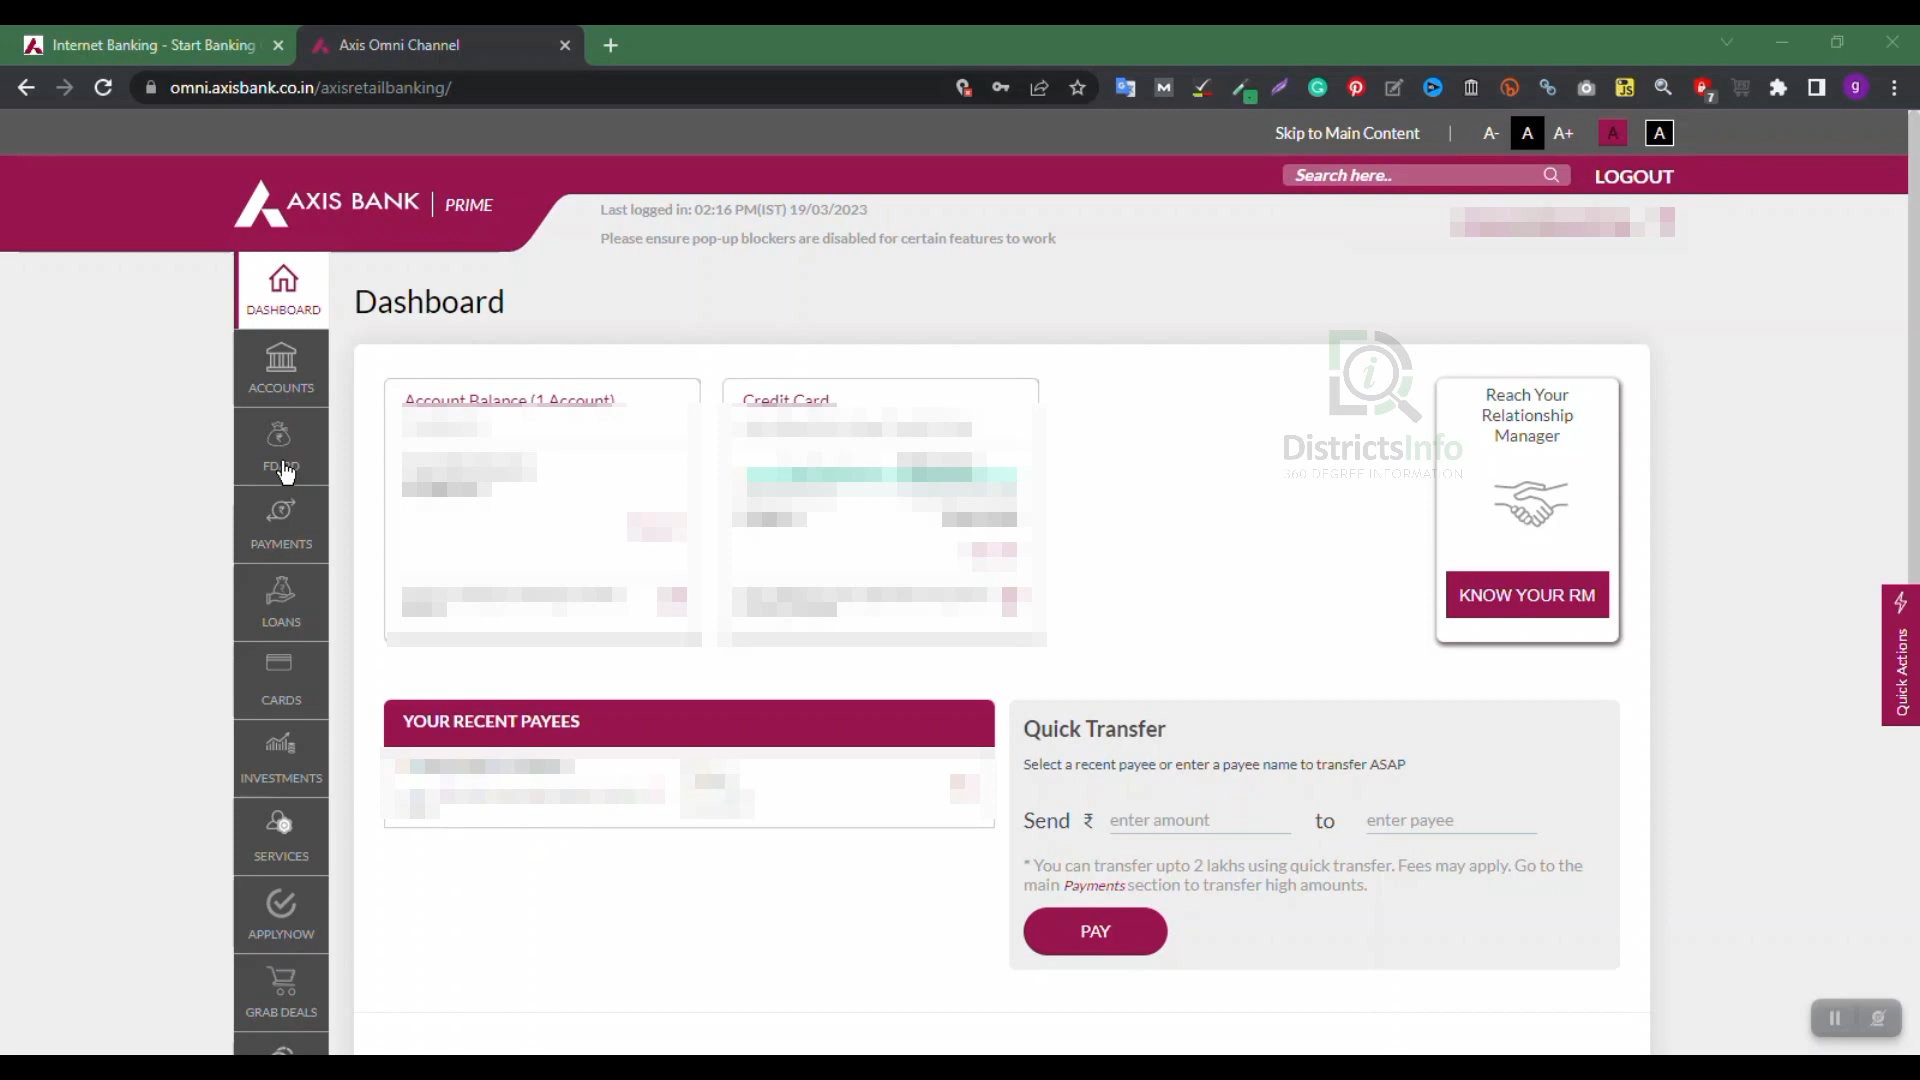 Internet Banking - Start Banking
Axis Omni Channel
omni.axisbank.co.in/axisretailbanking/
Skip to Main Content | A- A A+ A A
Search here..
LOGOUT
AXIS BANK | PRIME
Last logged in: 02:16 PM(IST) 19/03/2023
Please ensure pop-up blockers are disabled for certain features to work
DASHBOARD
Dashboard
ACCOUNTS
PAYMENTS
LOANS
CARDS
INVESTMENTS
SERVICES
APPLYNOW
GRAB DEALS
Account Balance (1 Account)
Credit Card
DistrictsInfo
360 DEGREE INFORMATION
Reach Your
Relationship
Manager
KNOW YOUR RM
Quick Actions
YOUR RECENT PAYEES
Quick Transfer
Select a recent payee or enter a payee name to transfer ASAP
Send ₹ enter amount to enter payee
* You can transfer upto 2 lakhs using quick transfer. Fees may apply. Go to the
main Payments section to transfer high amounts.
PAY